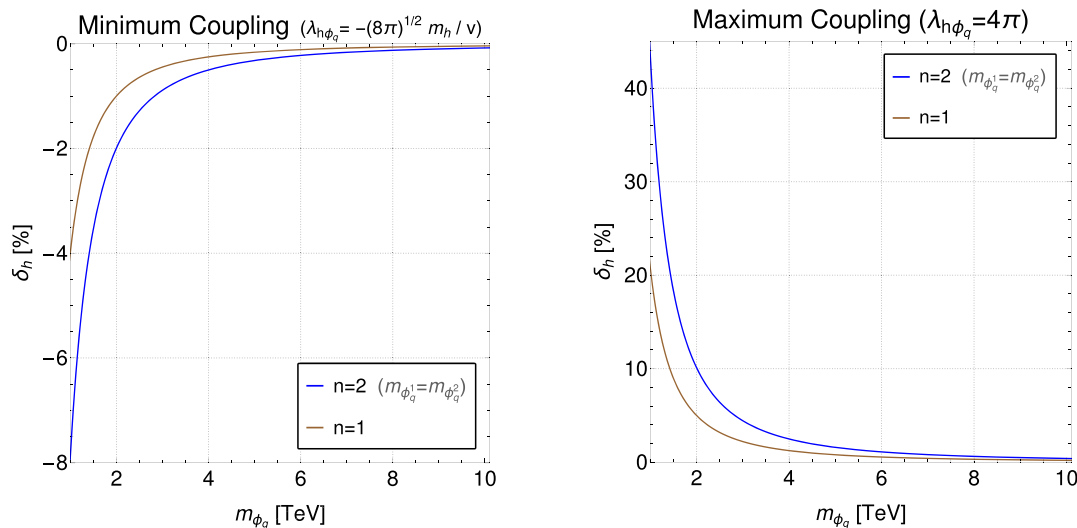 Minimum Coupling (λhϕq= −(8π)1/2 mh / v)
0
−2
−4
−6
−8
δh [%]
n=2 (mϕq1=mϕq2)
n=1
2 4 6 8 10
mϕq [TeV]
Maximum Coupling (λhϕq=4π)
n=2 (mϕq1=mϕq2)
n=1
40
30
20
10
0
δh [%]
2 4 6 8 10
mϕq [TeV]